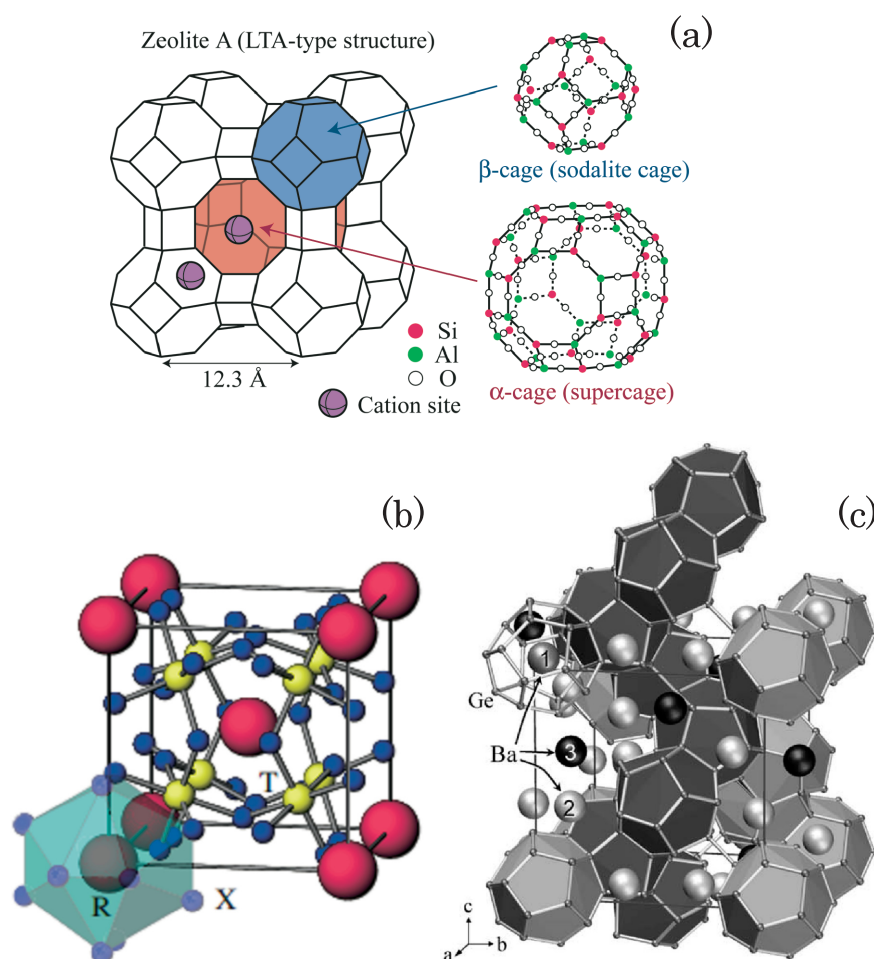 (a)
Zeolite A (LTA-type structure)
β-cage (sodalite cage)
12.3 Å
Si
Al
O
Cation site
α-cage (supercage)
(b)
T
R
X
(c)
1
Ge
Ba
3
2
c
a
b